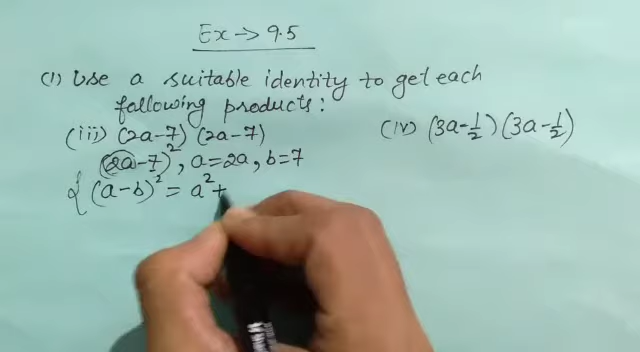 Ex → 9.5
(1) Use a suitable identity to get each
following products:
(iii) (2a-7) (2a-7)
(iv) (3a-1/2) (3a-1/2)
(2a-7)², a=2a, b=7
{ (a-b)² = a²+